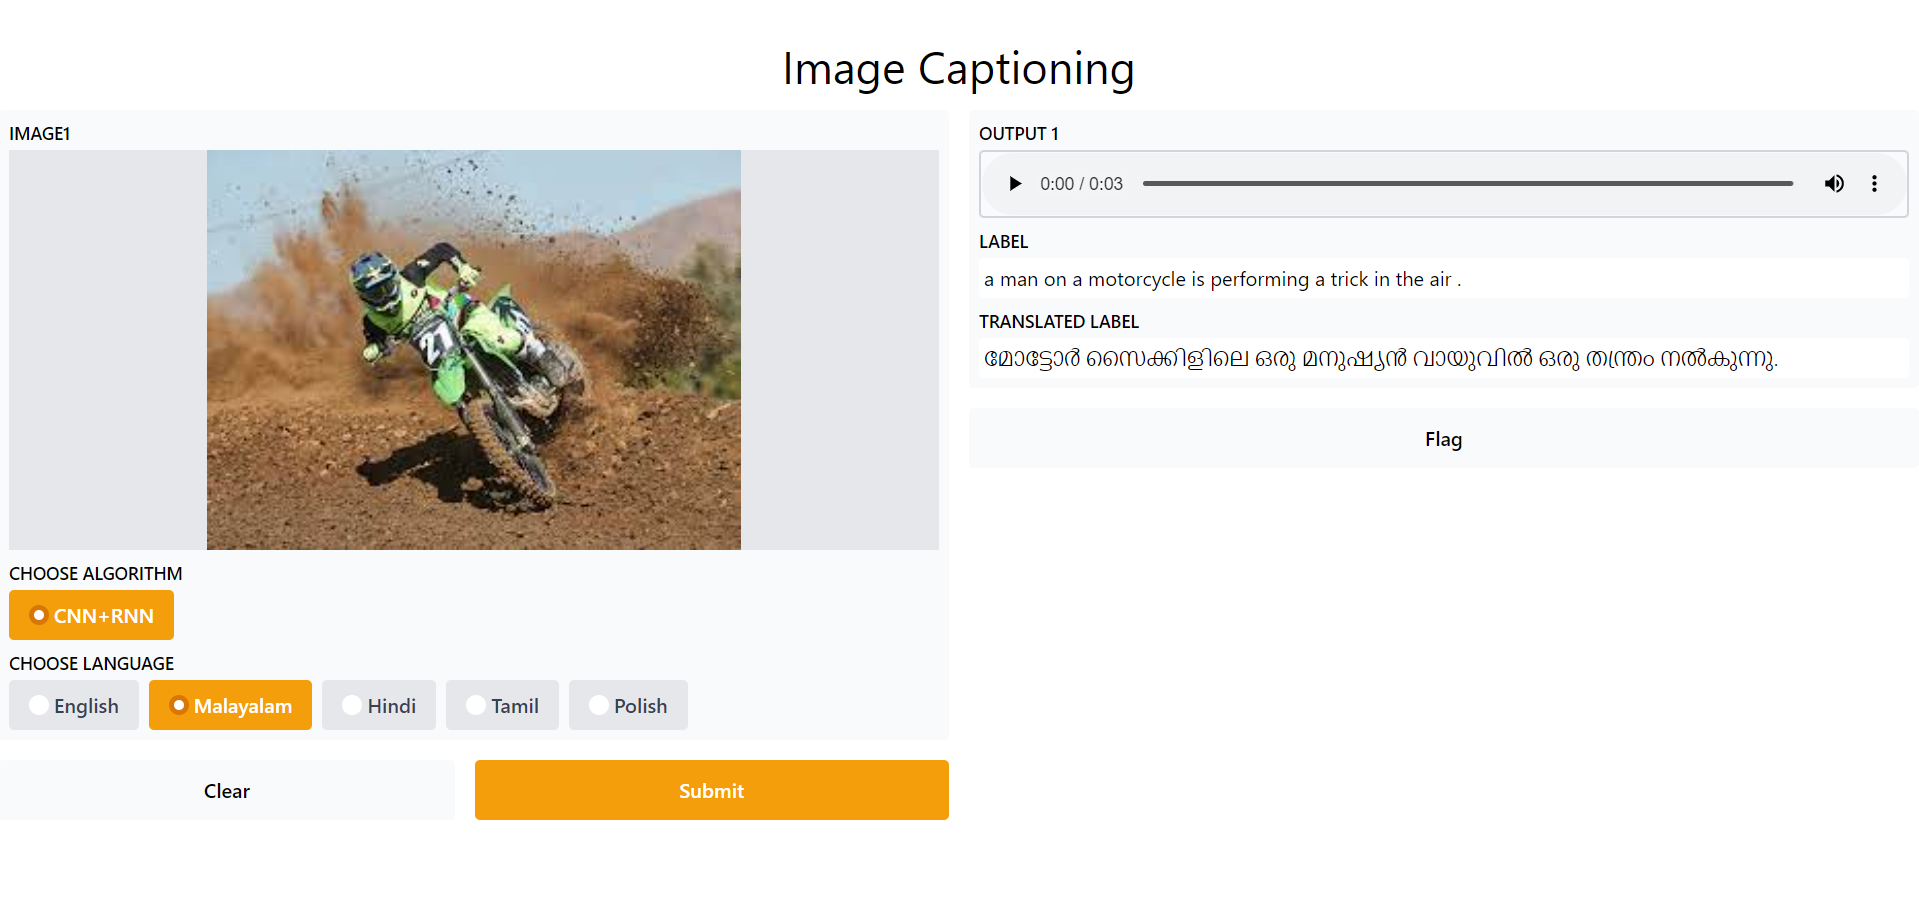 Image Captioning
IMAGE1
21
CHOOSE ALGORITHM
CNN+RNN
CHOOSE LANGUAGE
English Malayalam Hindi Tamil Polish
Clear Submit
OUTPUT 1
0:00 / 0:03
LABEL
a man on a motorcycle is performing a trick in the air .
TRANSLATED LABEL
മോട്ടോർ സൈക്കിളിലെ ഒരു മനുഷ്യൻ വായുവിൽ ഒരു തന്ത്രം നൽകുന്നു.
Flag